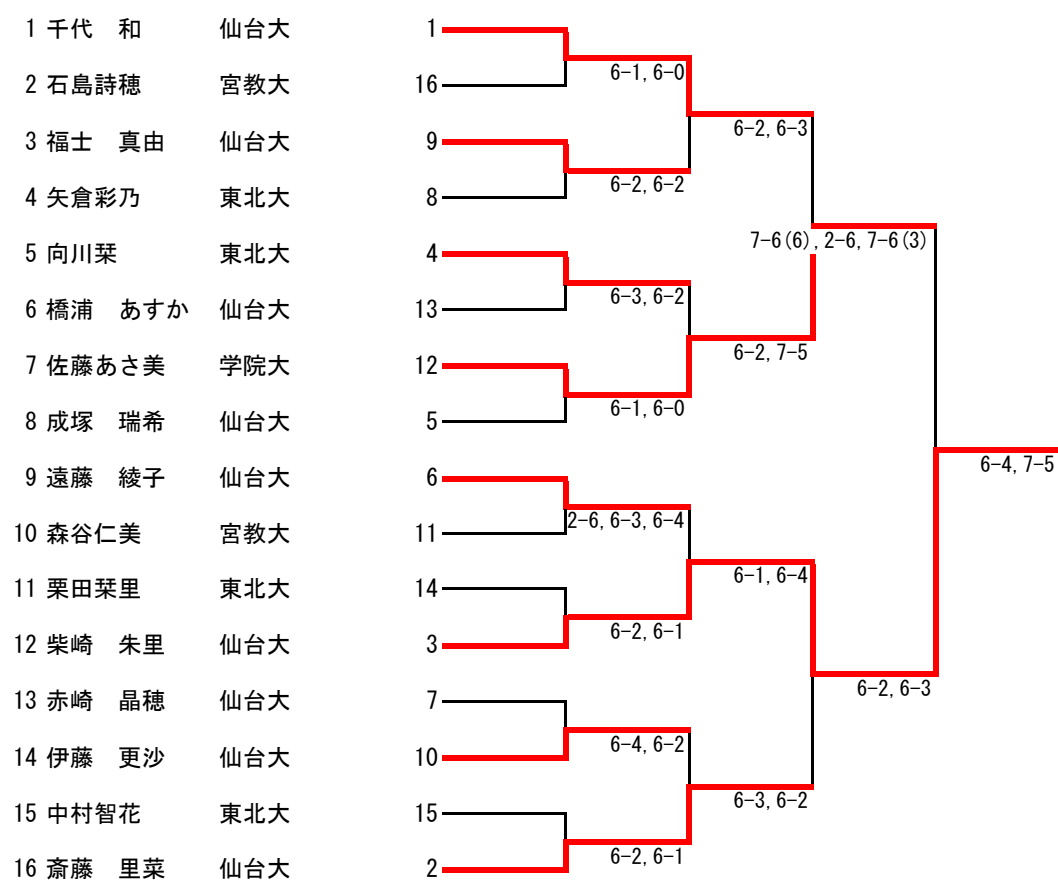 1 千代　和 仙台大 1
6-1, 6-0
2 石島詩穂 宮教大 16
6-2, 6-3
3 福士　真由 仙台大 9
6-2, 6-2
4 矢倉彩乃 東北大 8
7-6(6), 2-6, 7-6(3)
5 向川栞 東北大 4
6-3, 6-2
6 橋浦　あすか 仙台大 13
6-2, 7-5
7 佐藤あさ美 学院大 12
6-1, 6-0
8 成塚　瑞希 仙台大 5
6-4, 7-5
9 遠藤　綾子 仙台大 6
2-6, 6-3, 6-4
10 森谷仁美 宮教大 11
6-1, 6-4
11 栗田栞里 東北大 14
6-2, 6-1
12 柴崎　朱里 仙台大 3
6-2, 6-3
13 赤崎　晶穂 仙台大 7
6-4, 6-2
14 伊藤　更沙 仙台大 10
6-3, 6-2
15 中村智花 東北大 15
6-2, 6-1
16 斎藤　里菜 仙台大 2